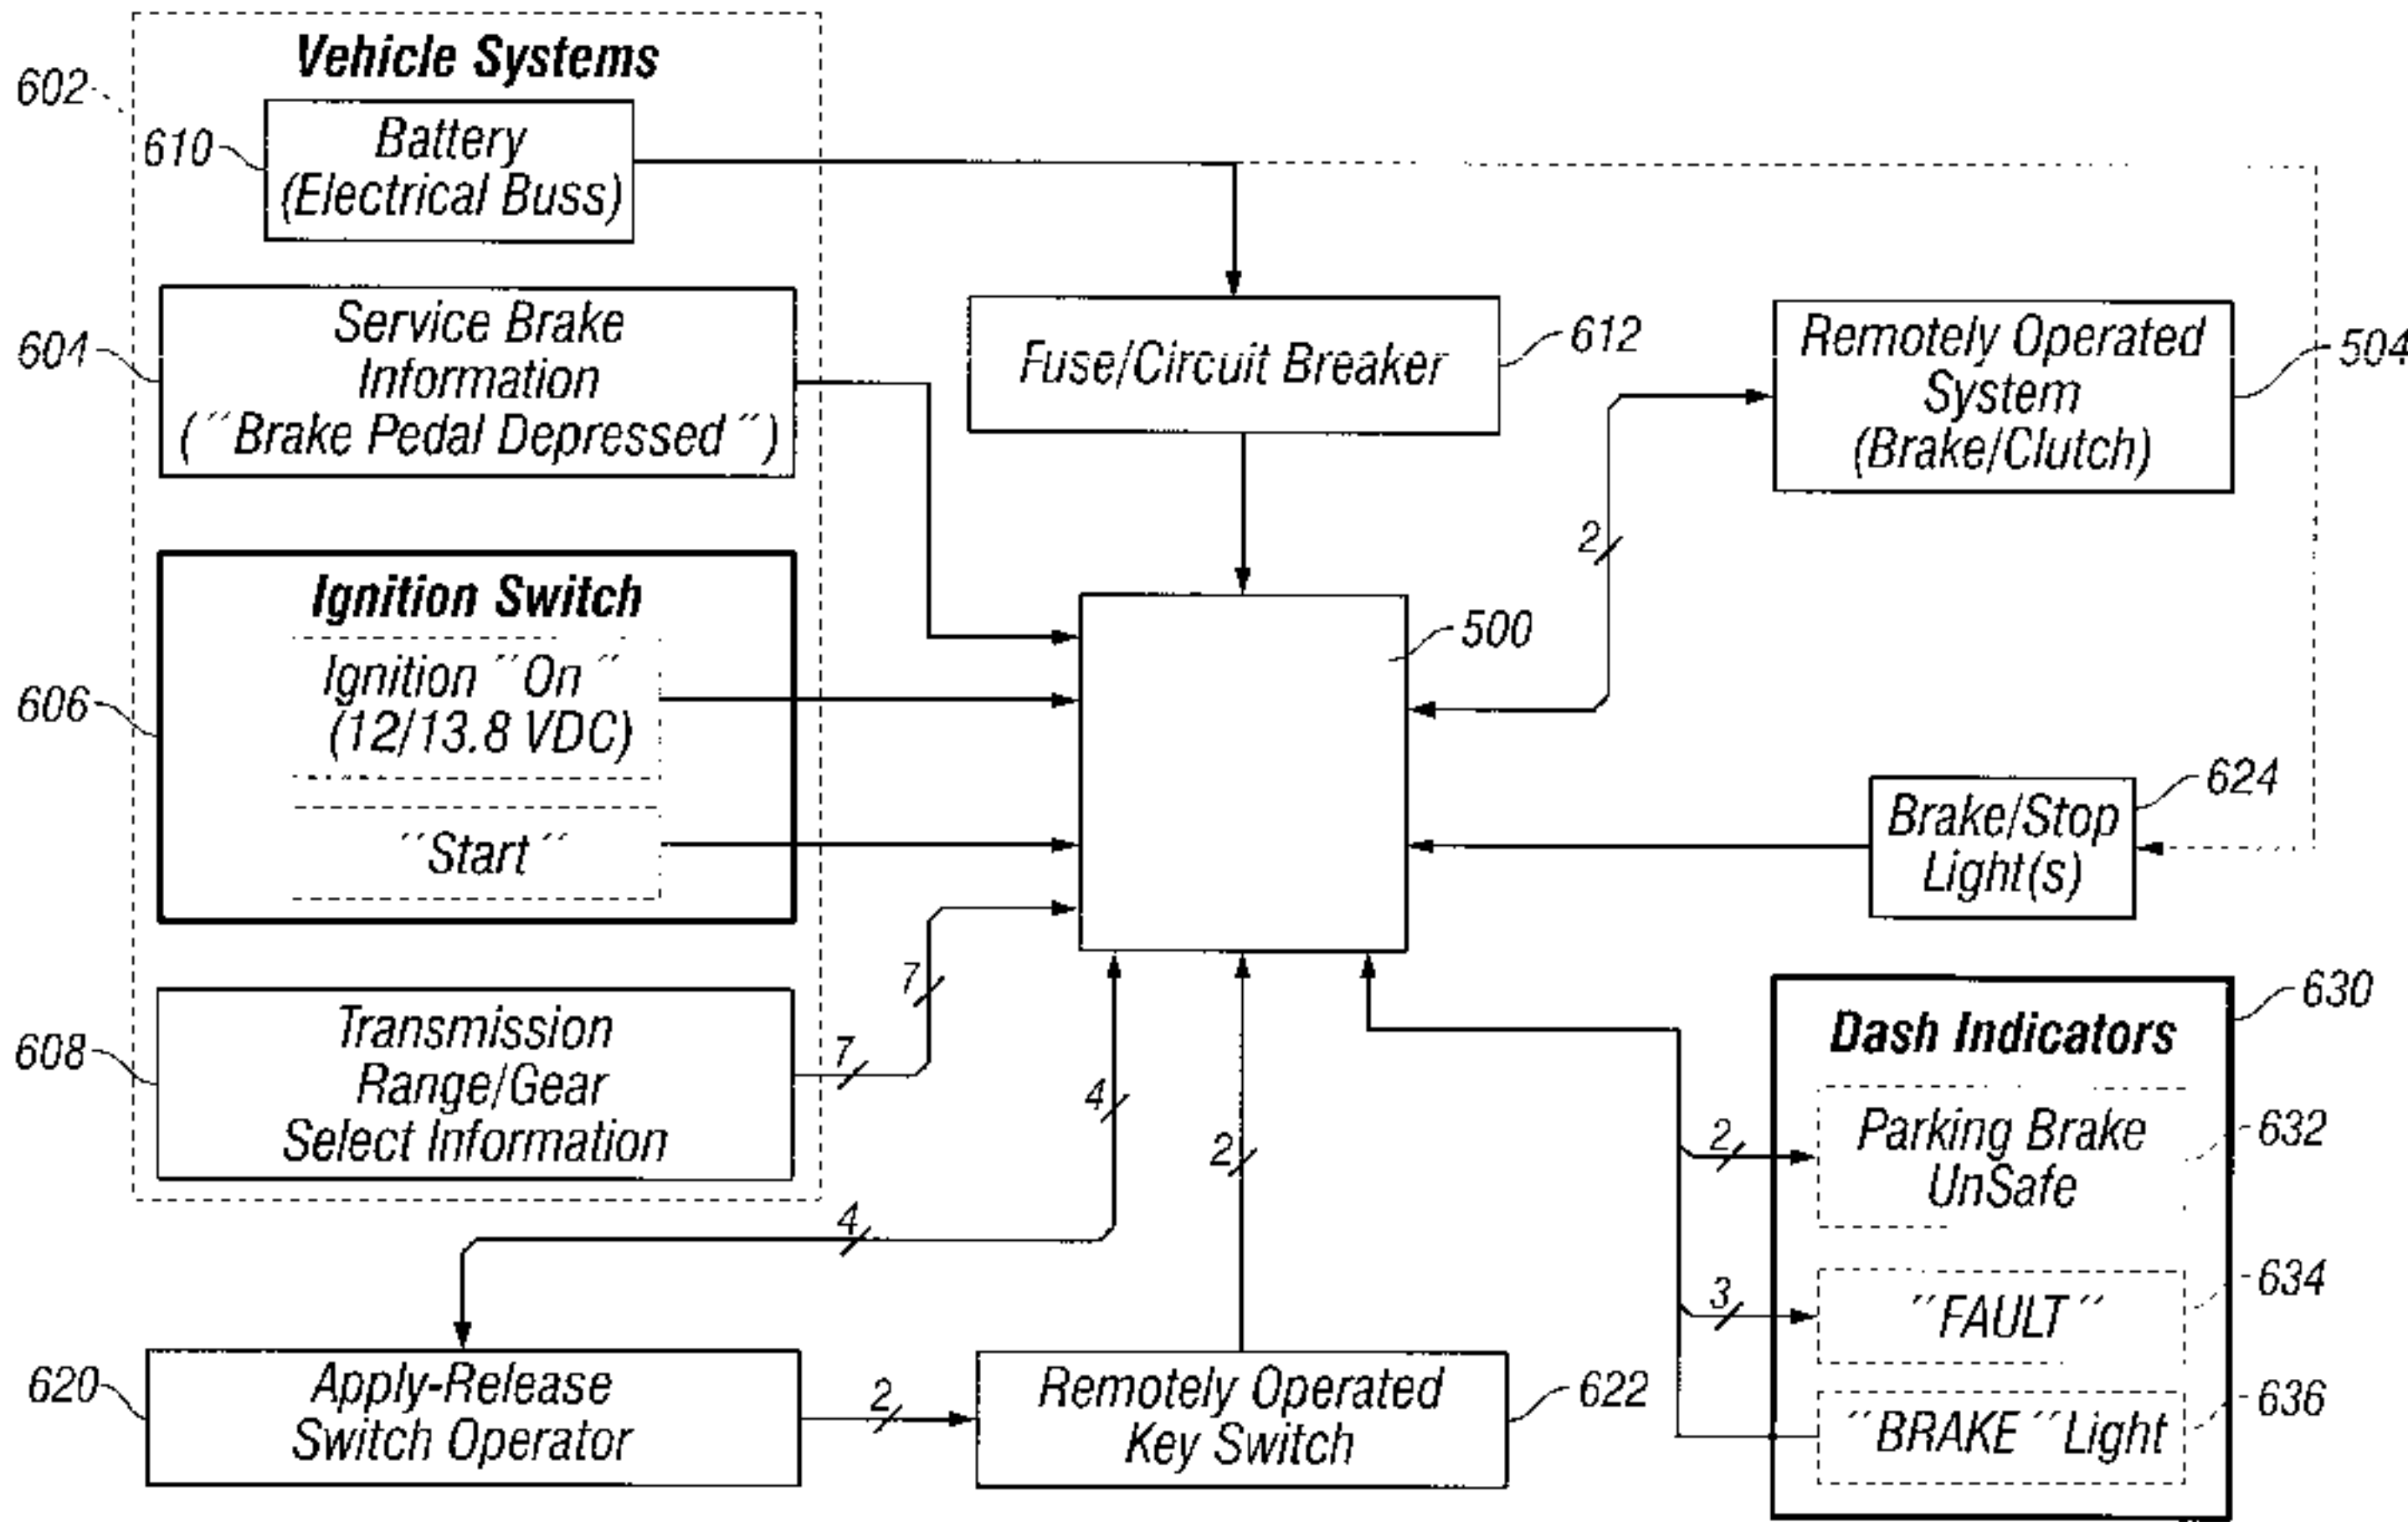 Vehicle Systems
602
610
Battery
(Electrical Buss)
604
Service Brake
Information
(˝Brake Pedal Depressed˝)
606
Ignition Switch
Ignition ˝On˝
(12/13.8 VDC)
˝Start˝
608
Transmission
Range/Gear
Select Information
7
7
Fuse/Circuit Breaker
612
Remotely Operated
System
(Brake/Clutch)
504
2
500
Brake/Stop
Light(s)
624
4
4
2
620
Apply-Release
Switch Operator
2
Remotely Operated
Key Switch
622
630
Dash Indicators
2
Parking Brake
UnSafe
632
3
˝FAULT˝
634
˝BRAKE˝ Light
636